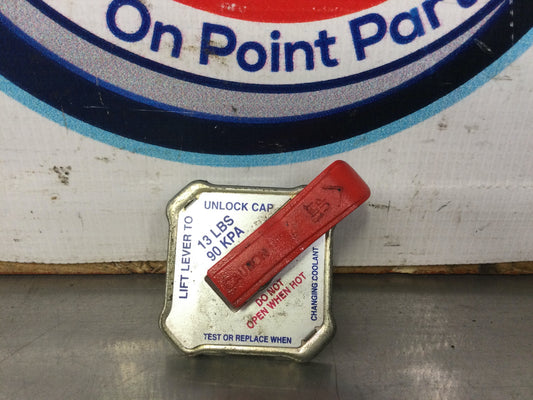 On Point Part
LIFT LEVER TO
UNLOCK CAP
13 LBS
90 KPA
DO NOT
OPEN WHEN HOT
TEST OR REPLACE WHEN
CHANGING COOLANT